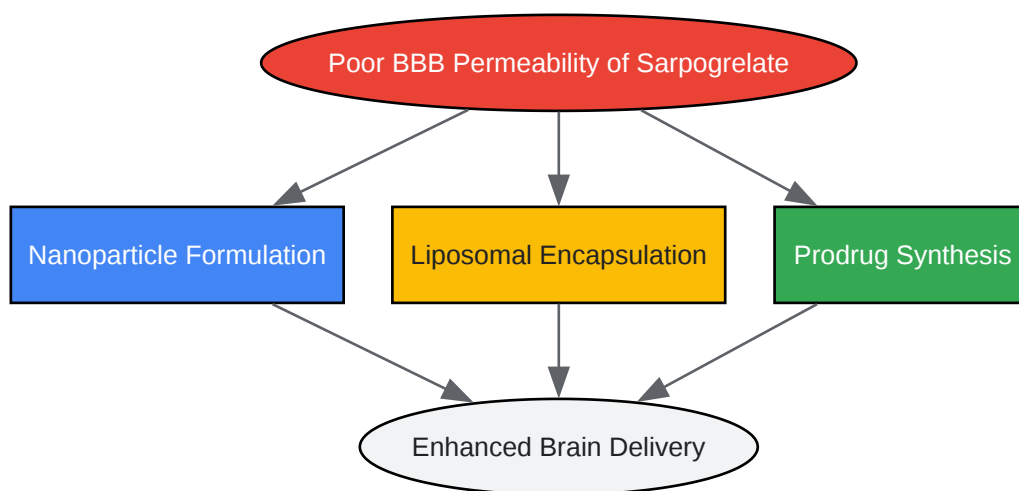 Poor BBB Permeability of Sarpogrelate
Nanoparticle Formulation
Liposomal Encapsulation
Prodrug Synthesis
Enhanced Brain Delivery